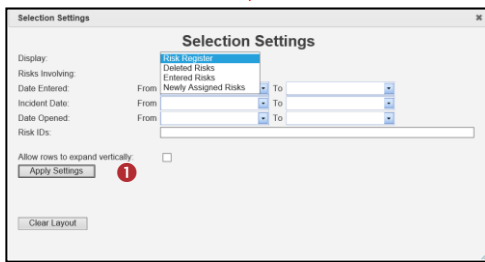 Selection Settings
Selection Settings
Display:
Risk Register
Deleted Risks
Risks Involving:
Entered Risks
Date Entered: From Newly Assigned Risks To
Incident Date: From To
Date Opened: From To
Risk IDs:
Allow rows to expand vertically:
Apply Settings 1
Clear Layout